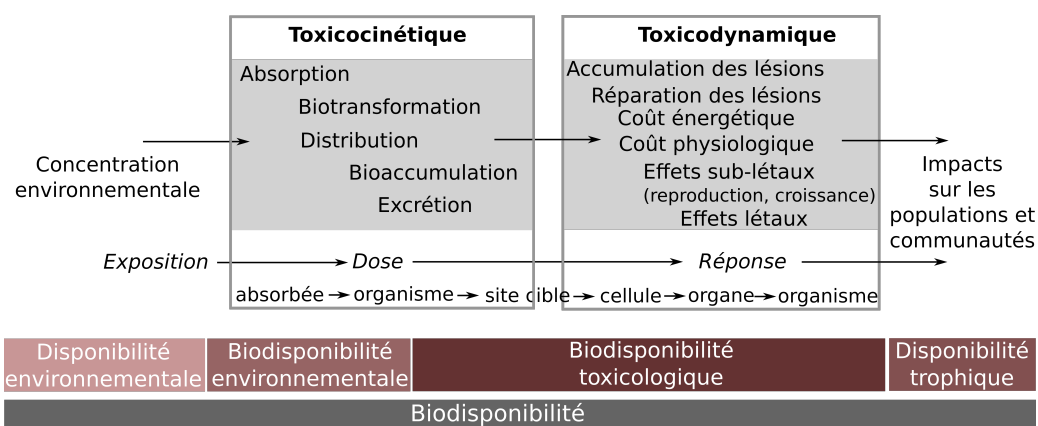 Toxicocinétique
Toxicodynamique
Absorption
Biotransformation
Distribution
Bioaccumulation
Excrétion
Accumulation des lésions
Réparation des lésions
Coût énergétique
Coût physiologique
Effets sub-létaux
(reproduction, croissance)
Effets létaux
Concentration
environnementale
Impacts
sur les
populations et
communautés
Exposition
Dose
Réponse
absorbée
organisme
site cible
cellule
organe
organisme
Disponibilité
environnementale
Biodisponibilité
environnementale
Biodisponibilité
toxicologique
Disponibilité
trophique
Biodisponibilité